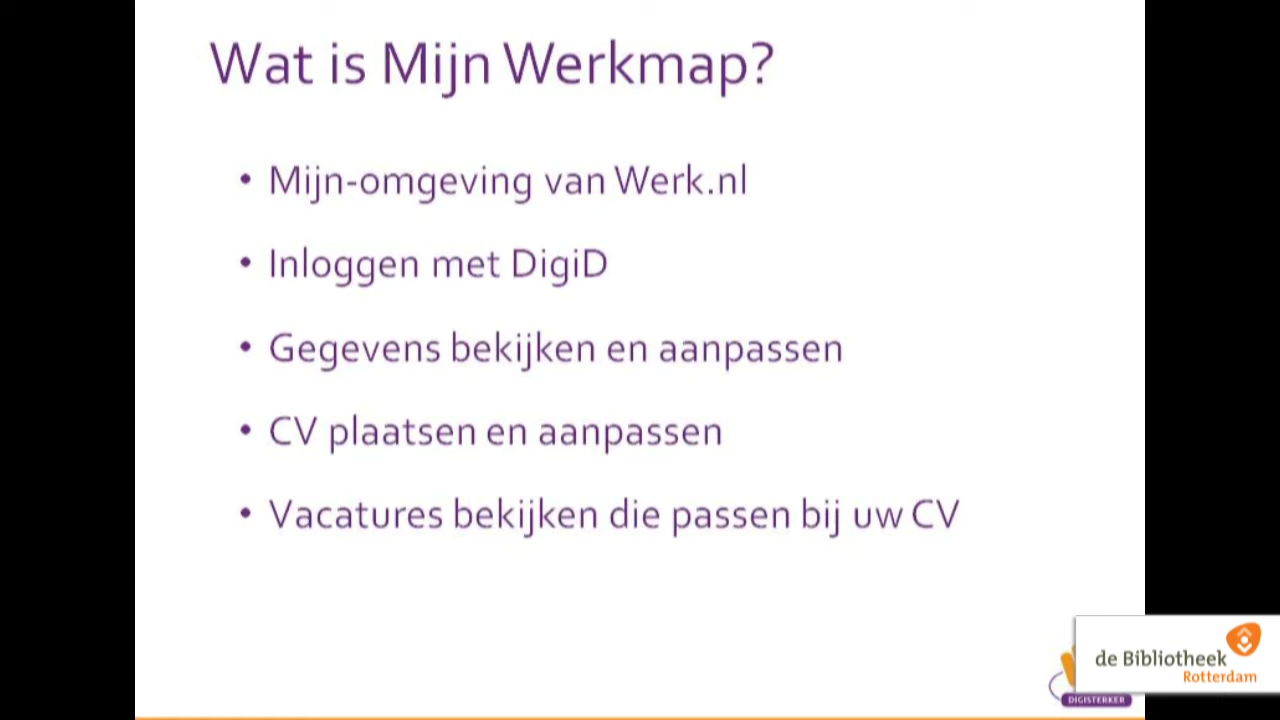 Wat is Mijn Werkmap?
• Mijn-omgeving van Werk.nl
• Inloggen met DigiD
• Gegevens bekijken en aanpassen
• CV plaatsen en aanpassen
• Vacatures bekijken die passen bij uw CV
de Bibliotheek
Rotterdam
DIGISTERKER